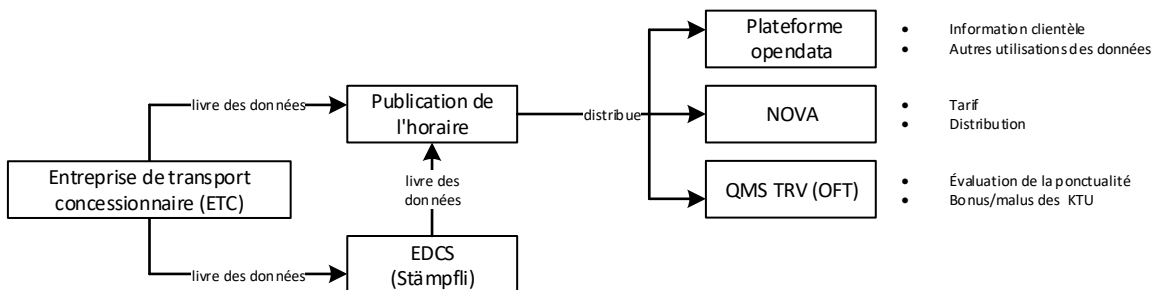 Entreprise de transport
concessionnaire (ETC)
livre des données
livre des données
Publication de
l'horaire
livre des
données
EDCS
(Stämpfli)
distribue
Plateforme
opendata
• Information clientèle
• Autres utilisations des données
NOVA
• Tarif
• Distribution
QMS TRV (OFT)
• Évaluation de la ponctualité
• Bonus/malus des KTU